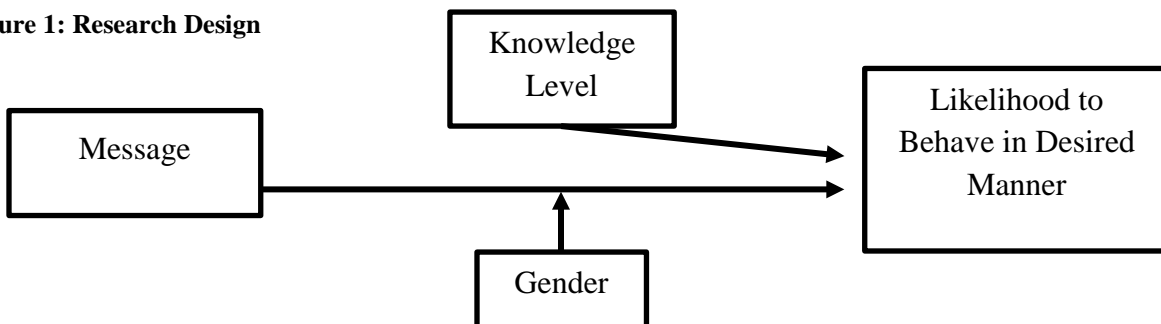 ure 1: Research Design
Knowledge
Level
Message
Likelihood to
Behave in Desired
Manner
Gender